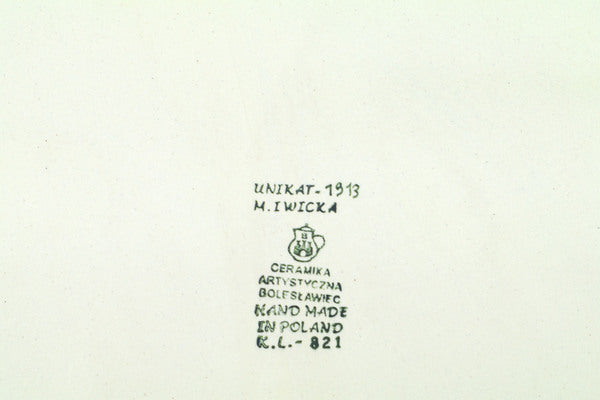 UNIKAT-1913
M. IWICKA
B
CERAMIKA
ARTYSTYCZNA
BOLESŁAWIEC
HAND MADE
IN POLAND
K.L.-821